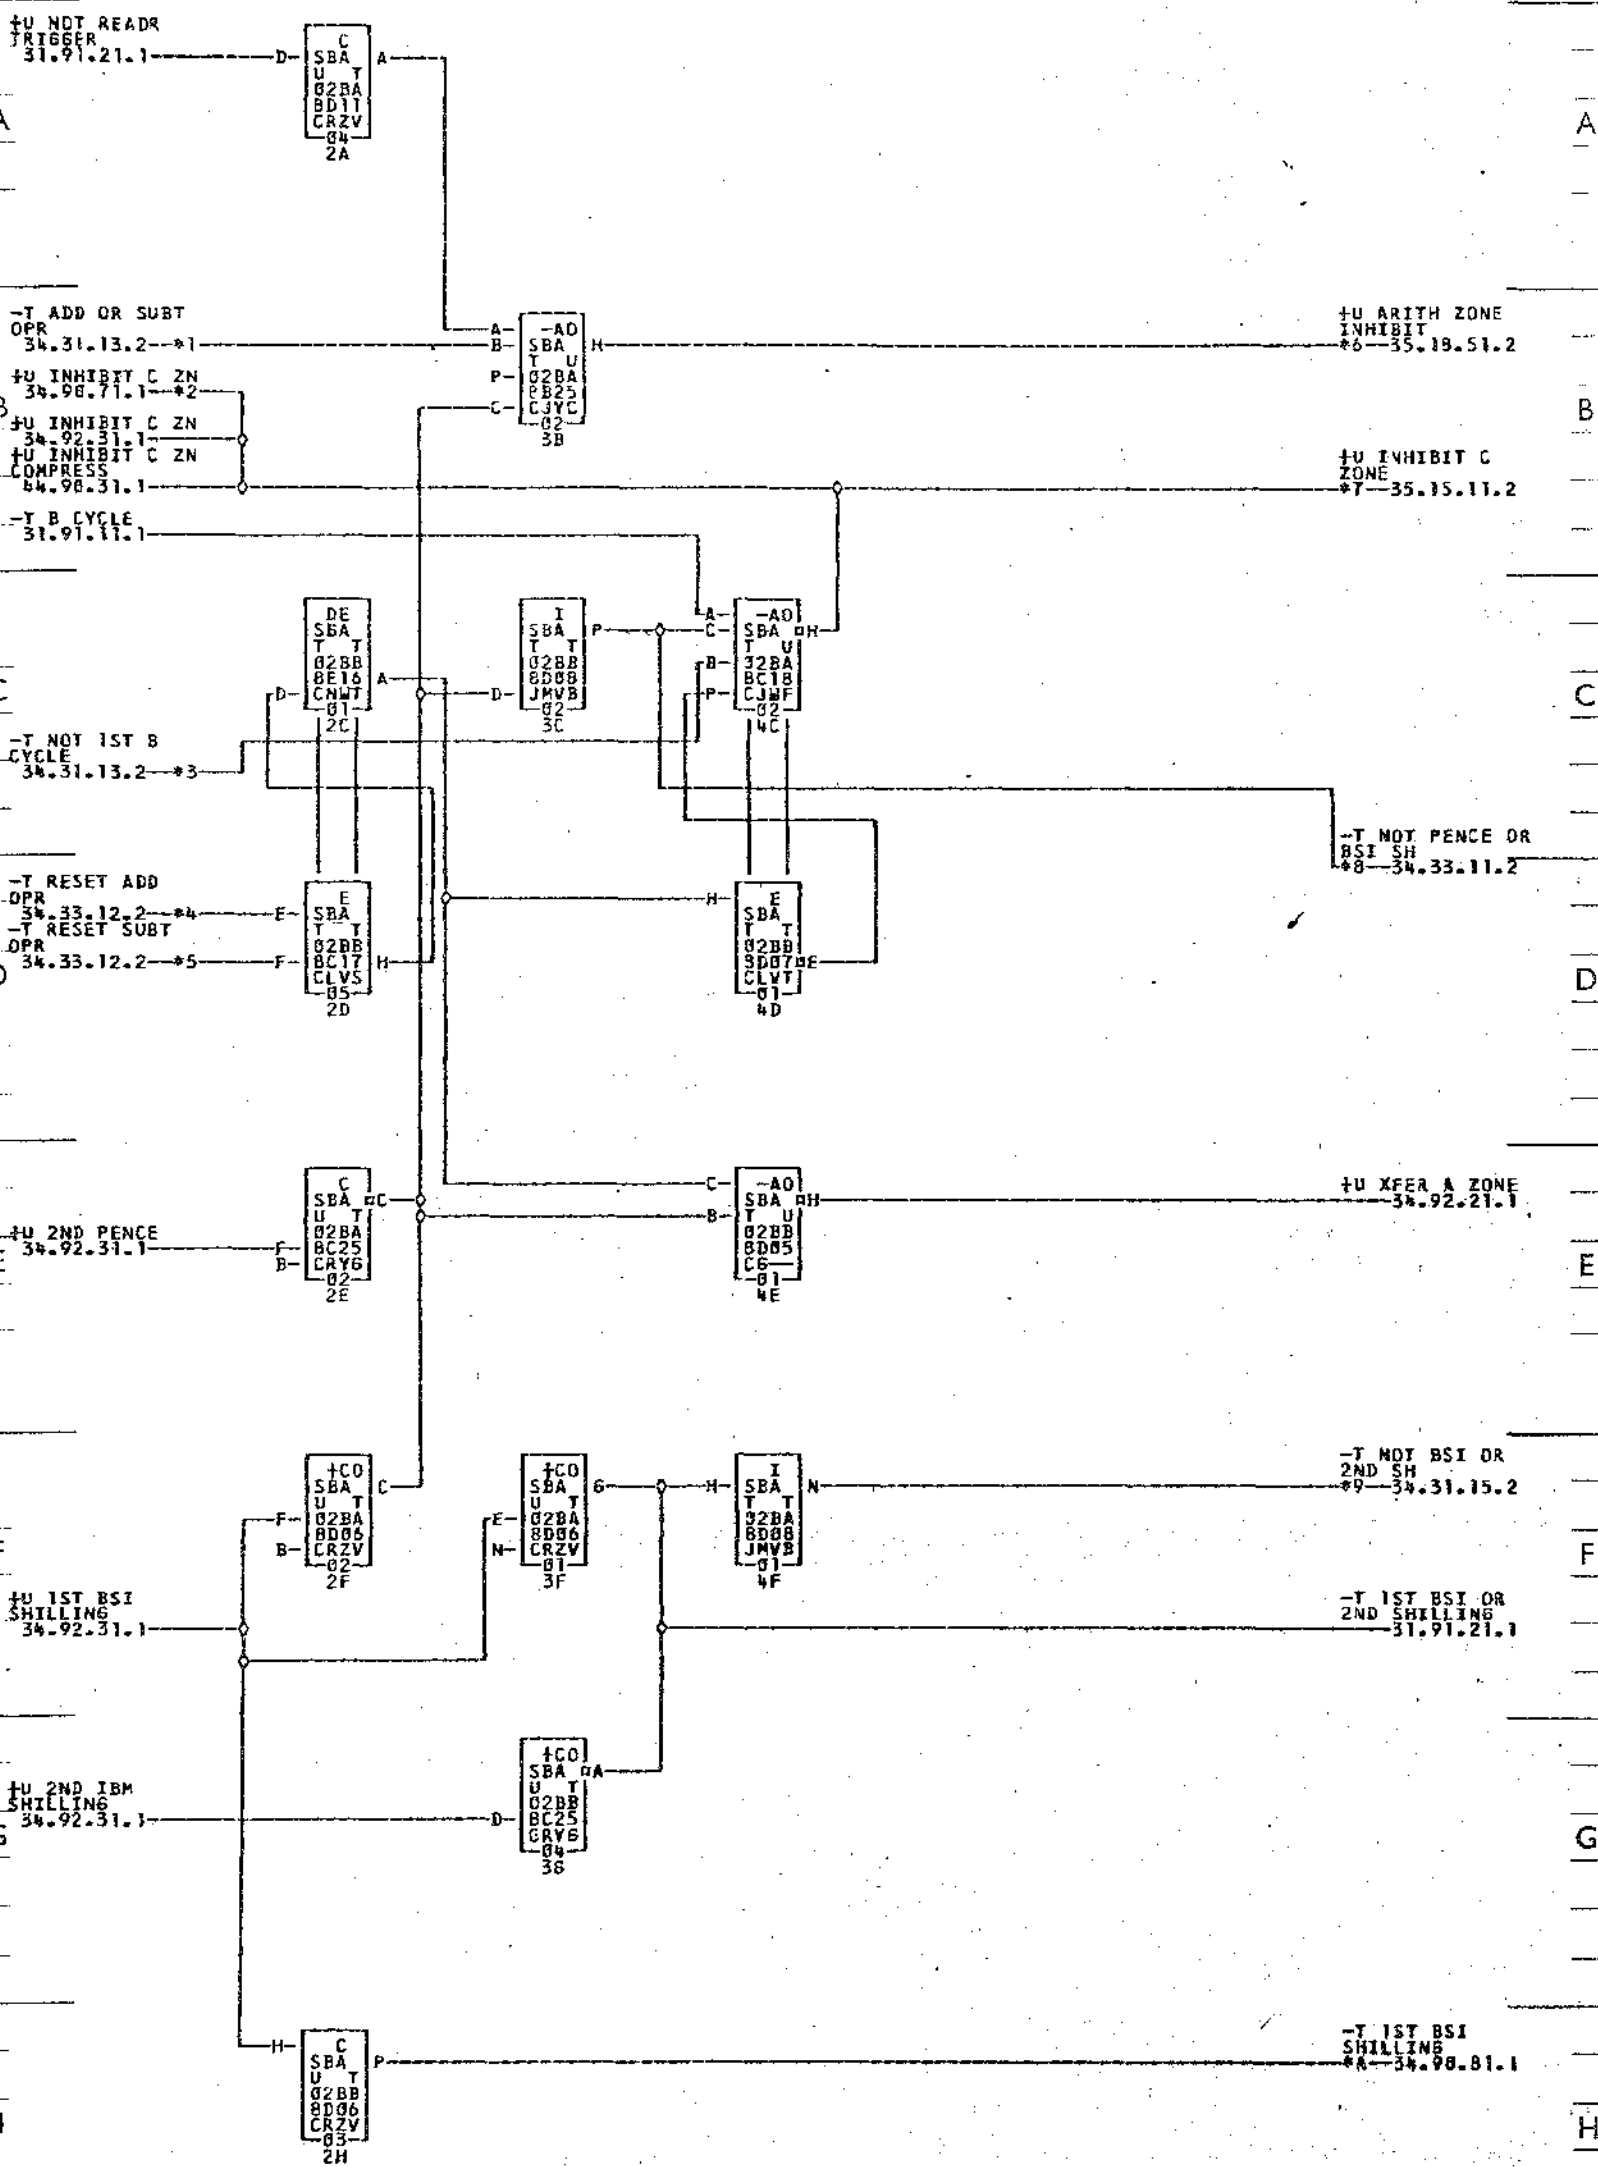 +U NOT READR
TRIGGER
31.91.21.1
D
C
SBA A
U T
02BA
BD11
CRZV
04
2A
A
A
-T ADD OR SUBT
OPR
34.31.13.2--*1
A
B
P
C
-AO
SBA H
T U
02BA
BB25
CJYC
02
3B
+U ARITH ZONE
INHIBIT
*6--35.18.51.2
+U INHIBIT C ZN
34.98.71.1--*2
B
+U INHIBIT C ZN
34.92.31.1
+U INHIBIT C ZN
COMPRESS
44.98.31.1
+U INHIBIT C
ZONE
*7--35.15.11.2
-T B CYCLE
31.91.11.1
DE
SBA
T T
02BB
BE16 A
D CNWT
01
2C
I
SBA P
T T
02BB
8D08
D JMVB
02
3C
A -AO
C SBA H
T U
B 32BA
BC18
P CJWF
02
4C
C
-T NOT 1ST B
CYCLE
34.31.13.2--*3
-T NOT PENCE OR
BSI SH
*8--34.33.11.2
-T RESET ADD
OPR
34.33.12.2--*4
-T RESET SUBT
OPR
34.33.12.2--*5
E
E SBA
T T
02BB
F BC17 H
CLVS
05
2D
H E
SBA
T T
02BB
8D07 E
CLVT
01
4D
D
+U 2ND PENCE
34.92.31.1
C
SBA C
U T
02BA
F BC25
B CRY6
02
2E
C -AO
SBA H
B T U
02BB
8D05
C6--
01
4E
+U XFER A ZONE
34.92.21.1
E
+CO
SBA C
U T
F 02BA
8D06
B CRZV
02
2F
+CO
SBA G
U T
E 02BA
8D06
N CRZV
01
3F
I
H SBA N
T T
02BA
8D08
JMVB
01
4F
-T NOT BSI OR
2ND SH
*9--34.31.15.2
F
+U 1ST BSI
SHILLING
34.92.31.1
-T 1ST BSI OR
2ND SHILLING
31.91.21.1
+U 2ND IBM
SHILLING
34.92.31.1
+CO
SBA A
U T
02BB
D BC25
CRY6
04
3G
G
H C
SBA P
U T
02BB
8D06
CRZV
03
2H
-T 1ST BSI
SHILLING
*A--34.98.81.1
H